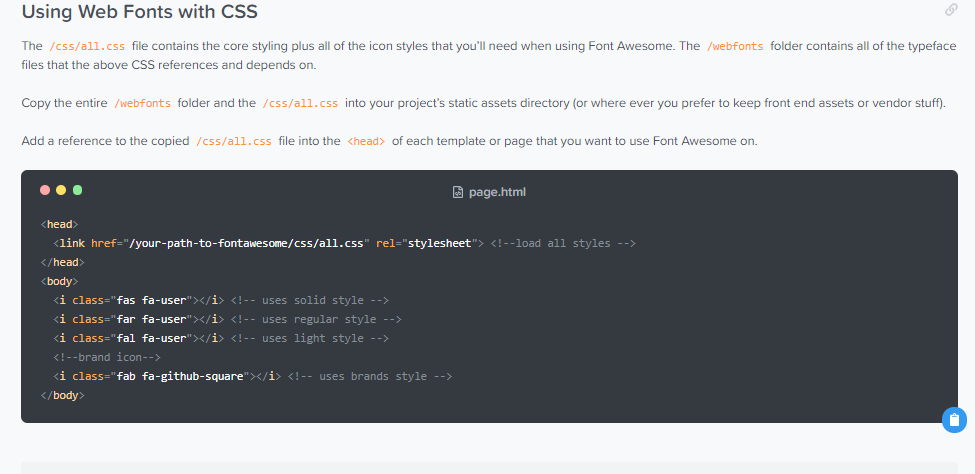 Using Web Fonts with CSS
The /css/all.css file contains the core styling plus all of the icon styles that you'll need when using Font Awesome. The /webfonts folder contains all of the typeface
files that the above CSS references and depends on.
Copy the entire /webfonts folder and the /css/all.css into your project's static assets directory (or where ever you prefer to keep front end assets or vendor stuff).
Add a reference to the copied /css/all.css file into the <head> of each template or page that you want to use Font Awesome on.
page.html
<head>
  <link href="/your-path-to-fontawesome/css/all.css" rel="stylesheet"> <!--load all styles -->
</head>
<body>
  <i class="fas fa-user"></i> <!-- uses solid style -->
  <i class="far fa-user"></i> <!-- uses regular style -->
  <i class="fal fa-user"></i> <!-- uses light style -->
  <!--brand icon-->
  <i class="fab fa-github-square"></i> <!-- uses brands style -->
</body>